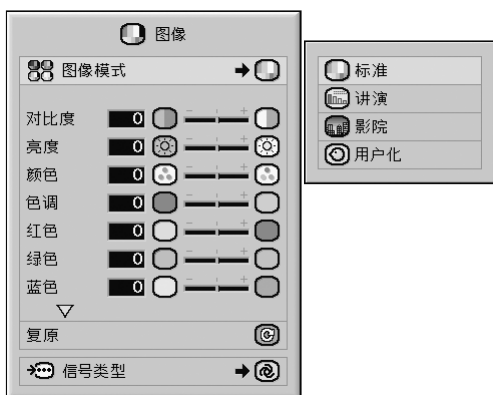 图像
图像模式
对比度 0
亮度 0
颜色 0
色调 0
红色 0
绿色 0
蓝色 0
复原
信号类型
标准
讲演
影院
用户化